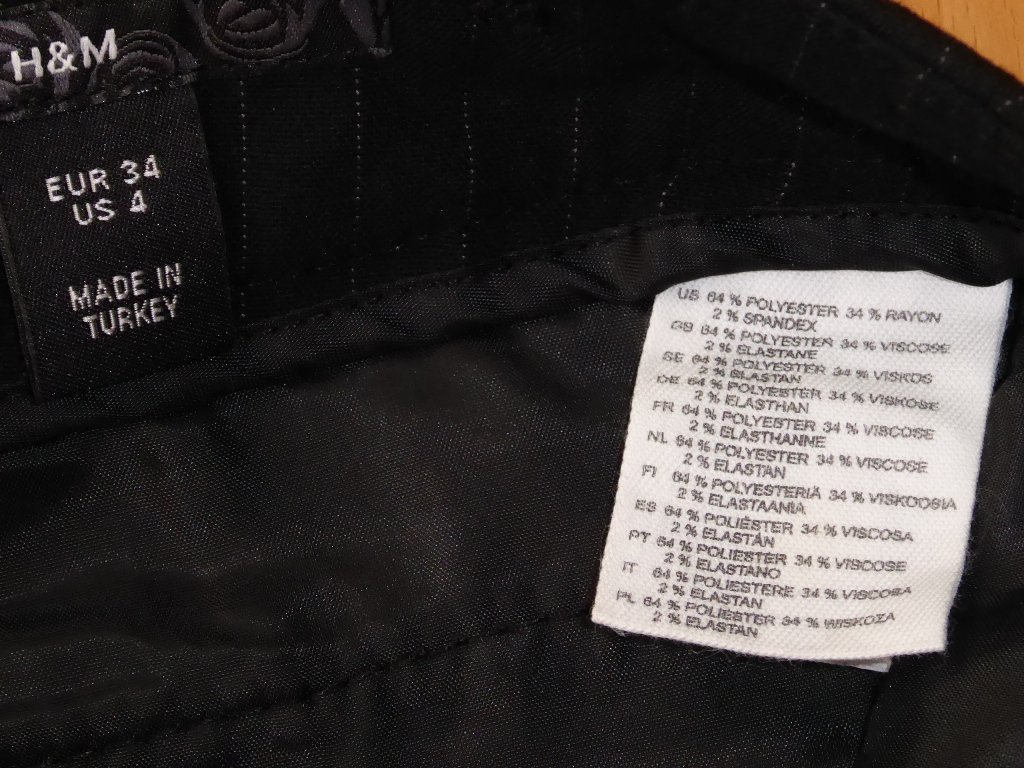 H&M
EUR 34
US 4
MADE IN
TURKEY
US 64 % POLYESTER 34 % RAYON
2 % SPANDEX
GB 64 % POLYESTER 34 % VISCOSE
2 % ELASTANE
SE 64 % POLYESTER 34 % VISKOS
2 % ELASTAN
DE 64 % POLYESTER 34 % VISKOSE
2 % ELASTHAN
FR 64 % POLYESTER 34 % VISCOSE
2 % ELASTHANNE
NL 64 % POLYESTER 34 % VISCOSE
2 % ELASTAN
FI 64 % POLYESTERIÄ 34 % VISKOOSIA
2 % ELASTAANIA
ES 64 % POLIÉSTER 34 % VISCOSA
2 % ELASTÁN
PT 64 % POLIÉSTER 34 % VISCOSE
2 % ELASTANO
IT 64 % POLIESTERE 34 % VISCOSA
2 % ELASTAN
PL 64 % POLIESTER 34 % WISKOZA
2 % ELASTAN